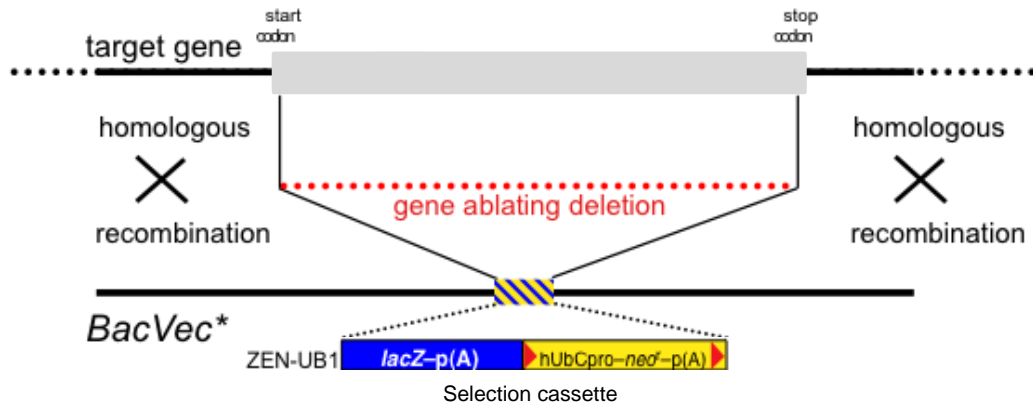 start
codon
stop
codon
target gene
homologous
homologous
recombination
recombination
gene ablating deletion
BacVec*
ZEN-UB1
lacZ–p(A)
hUbCpro–neoʳ–p(A)
Selection cassette